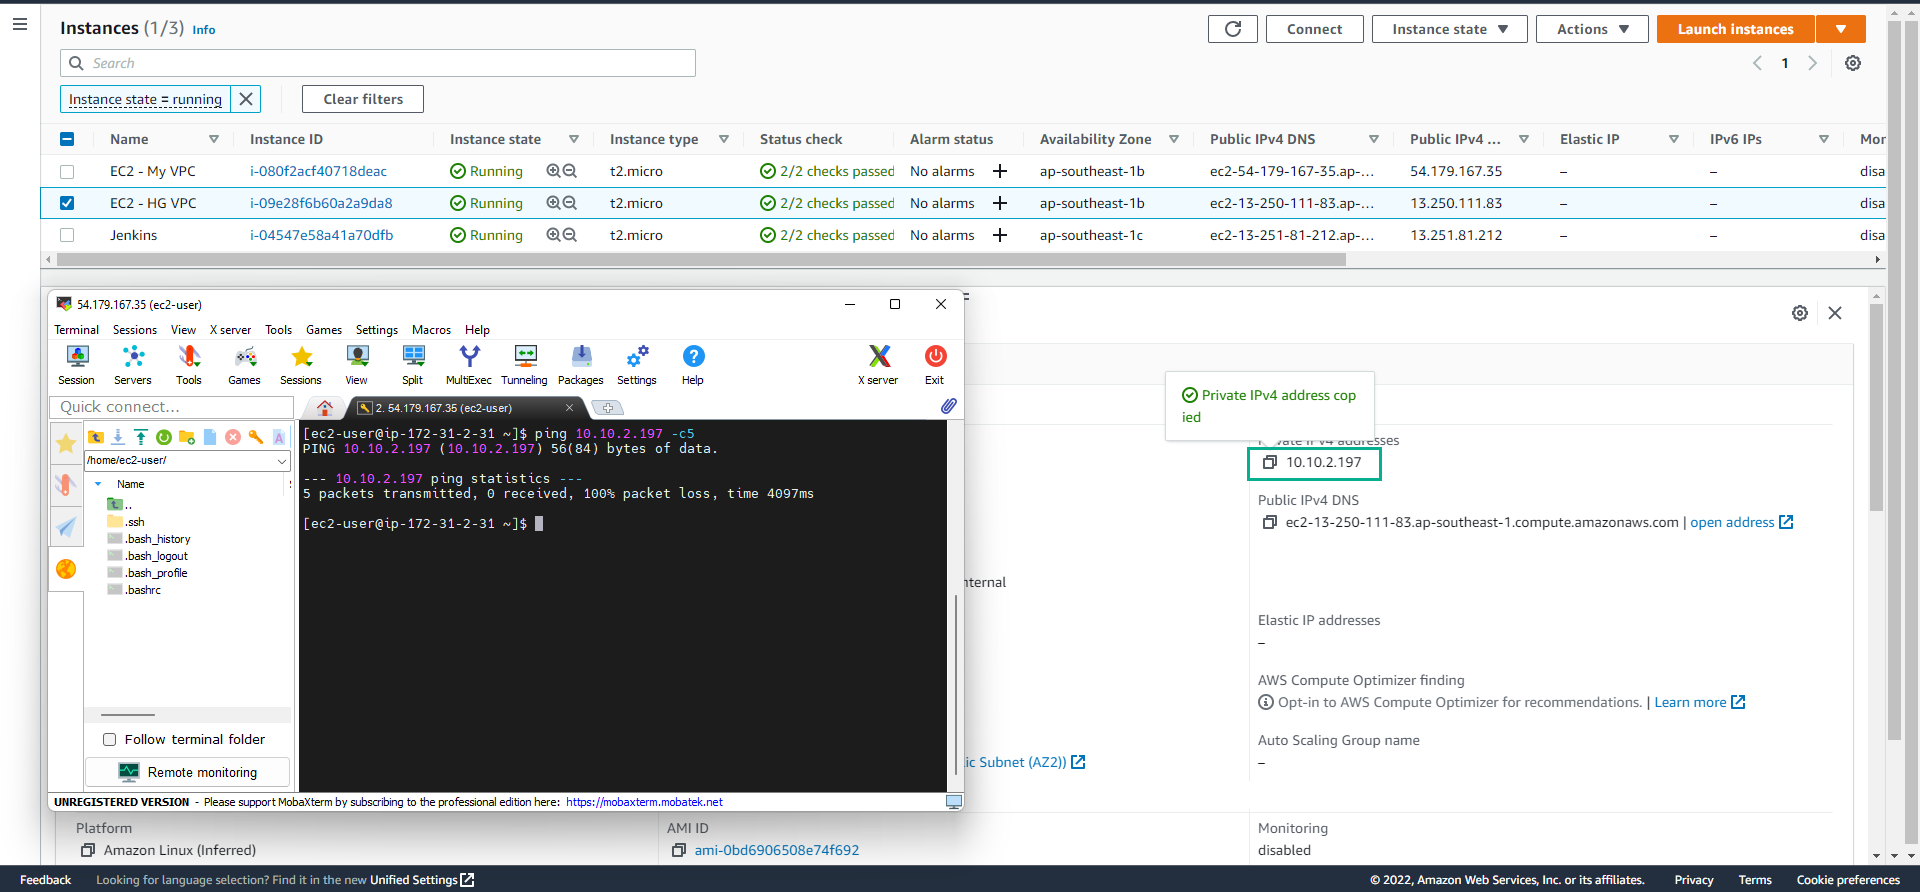 Instances (1/3) Info
Connect
Instance state
Actions
Launch instances
Search
1
Instance state = running
Clear filters
Name Instance ID Instance state Instance type Status check Alarm status Availability Zone Public IPv4 DNS Public IPv4 ... Elastic IP IPv6 IPs Mor
EC2 - My VPC i-080f2acf40718deac Running t2.micro 2/2 checks passed No alarms ap-southeast-1b ec2-54-179-167-35.ap-... 54.179.167.35 – – disa
EC2 - HG VPC i-09e28f6b60a2a9da8 Running t2.micro 2/2 checks passed No alarms ap-southeast-1b ec2-13-250-111-83.ap-... 13.250.111.83 – – disa
Jenkins i-04547e58a41a70dfb Running t2.micro 2/2 checks passed No alarms ap-southeast-1c ec2-13-251-81-212.ap-... 13.251.81.212 – – disa
54.179.167.35 (ec2-user)
Terminal Sessions View X server Tools Games Settings Macros Help
Session Servers Tools Games Sessions View Split MultiExec Tunneling Packages Settings Help X server Exit
Quick connect...
2. 54.179.167.35 (ec2-user)
/home/ec2-user/
Name
..
.ssh
.bash_history
.bash_logout
.bash_profile
.bashrc
Follow terminal folder
Remote monitoring
[ec2-user@ip-172-31-2-31 ~]$ ping 10.10.2.197 -c5
PING 10.10.2.197 (10.10.2.197) 56(84) bytes of data.
--- 10.10.2.197 ping statistics ---
5 packets transmitted, 0 received, 100% packet loss, time 4097ms
[ec2-user@ip-172-31-2-31 ~]$
UNREGISTERED VERSION - Please support MobaXterm by subscribing to the professional edition here: https://mobaxterm.mobatek.net
Private IPv4 address cop
ied
Private IPv4 addresses
10.10.2.197
Public IPv4 DNS
ec2-13-250-111-83.ap-southeast-1.compute.amazonaws.com | open address
nternal
Elastic IP addresses
–
AWS Compute Optimizer finding
Opt-in to AWS Compute Optimizer for recommendations. | Learn more
Auto Scaling Group name
–
lic Subnet (AZ2))
Platform
Amazon Linux (Inferred)
AMI ID
ami-0bd6906508e74f692
Monitoring
disabled
Feedback Looking for language selection? Find it in the new Unified Settings © 2022, Amazon Web Services, Inc. or its affiliates. Privacy Terms Cookie preferences